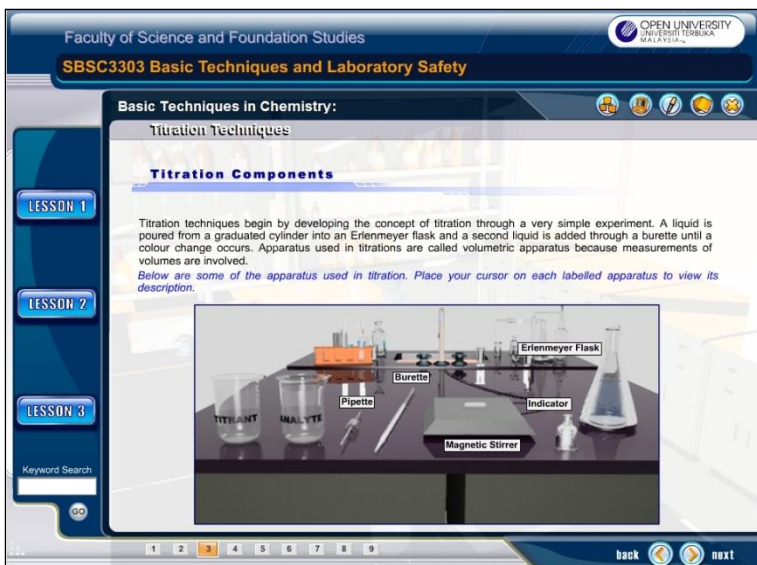 Faculty of Science and Foundation Studies
OPEN UNIVERSITY
UNIVERSITI TERBUKA
MALAYSIA
SBSC3303 Basic Techniques and Laboratory Safety
Basic Techniques in Chemistry:
Titration Techniques
Titration Components
LESSON 1
LESSON 2
LESSON 3
Keyword Search
GO
Titration techniques begin by developing the concept of titration through a very simple experiment. A liquid is
poured from a graduated cylinder into an Erlenmeyer flask and a second liquid is added through a burette until a
colour change occurs. Apparatus used in titrations are called volumetric apparatus because measurements of
volumes are involved.
Below are some of the apparatus used in titration. Place your cursor on each labelled apparatus to view its
description.
Erlenmeyer Flask
Burette
Pipette
Indicator
TITRANT
ANALYTE
Magnetic Stirrer
1 2 3 4 5 6 7 8 9
back next